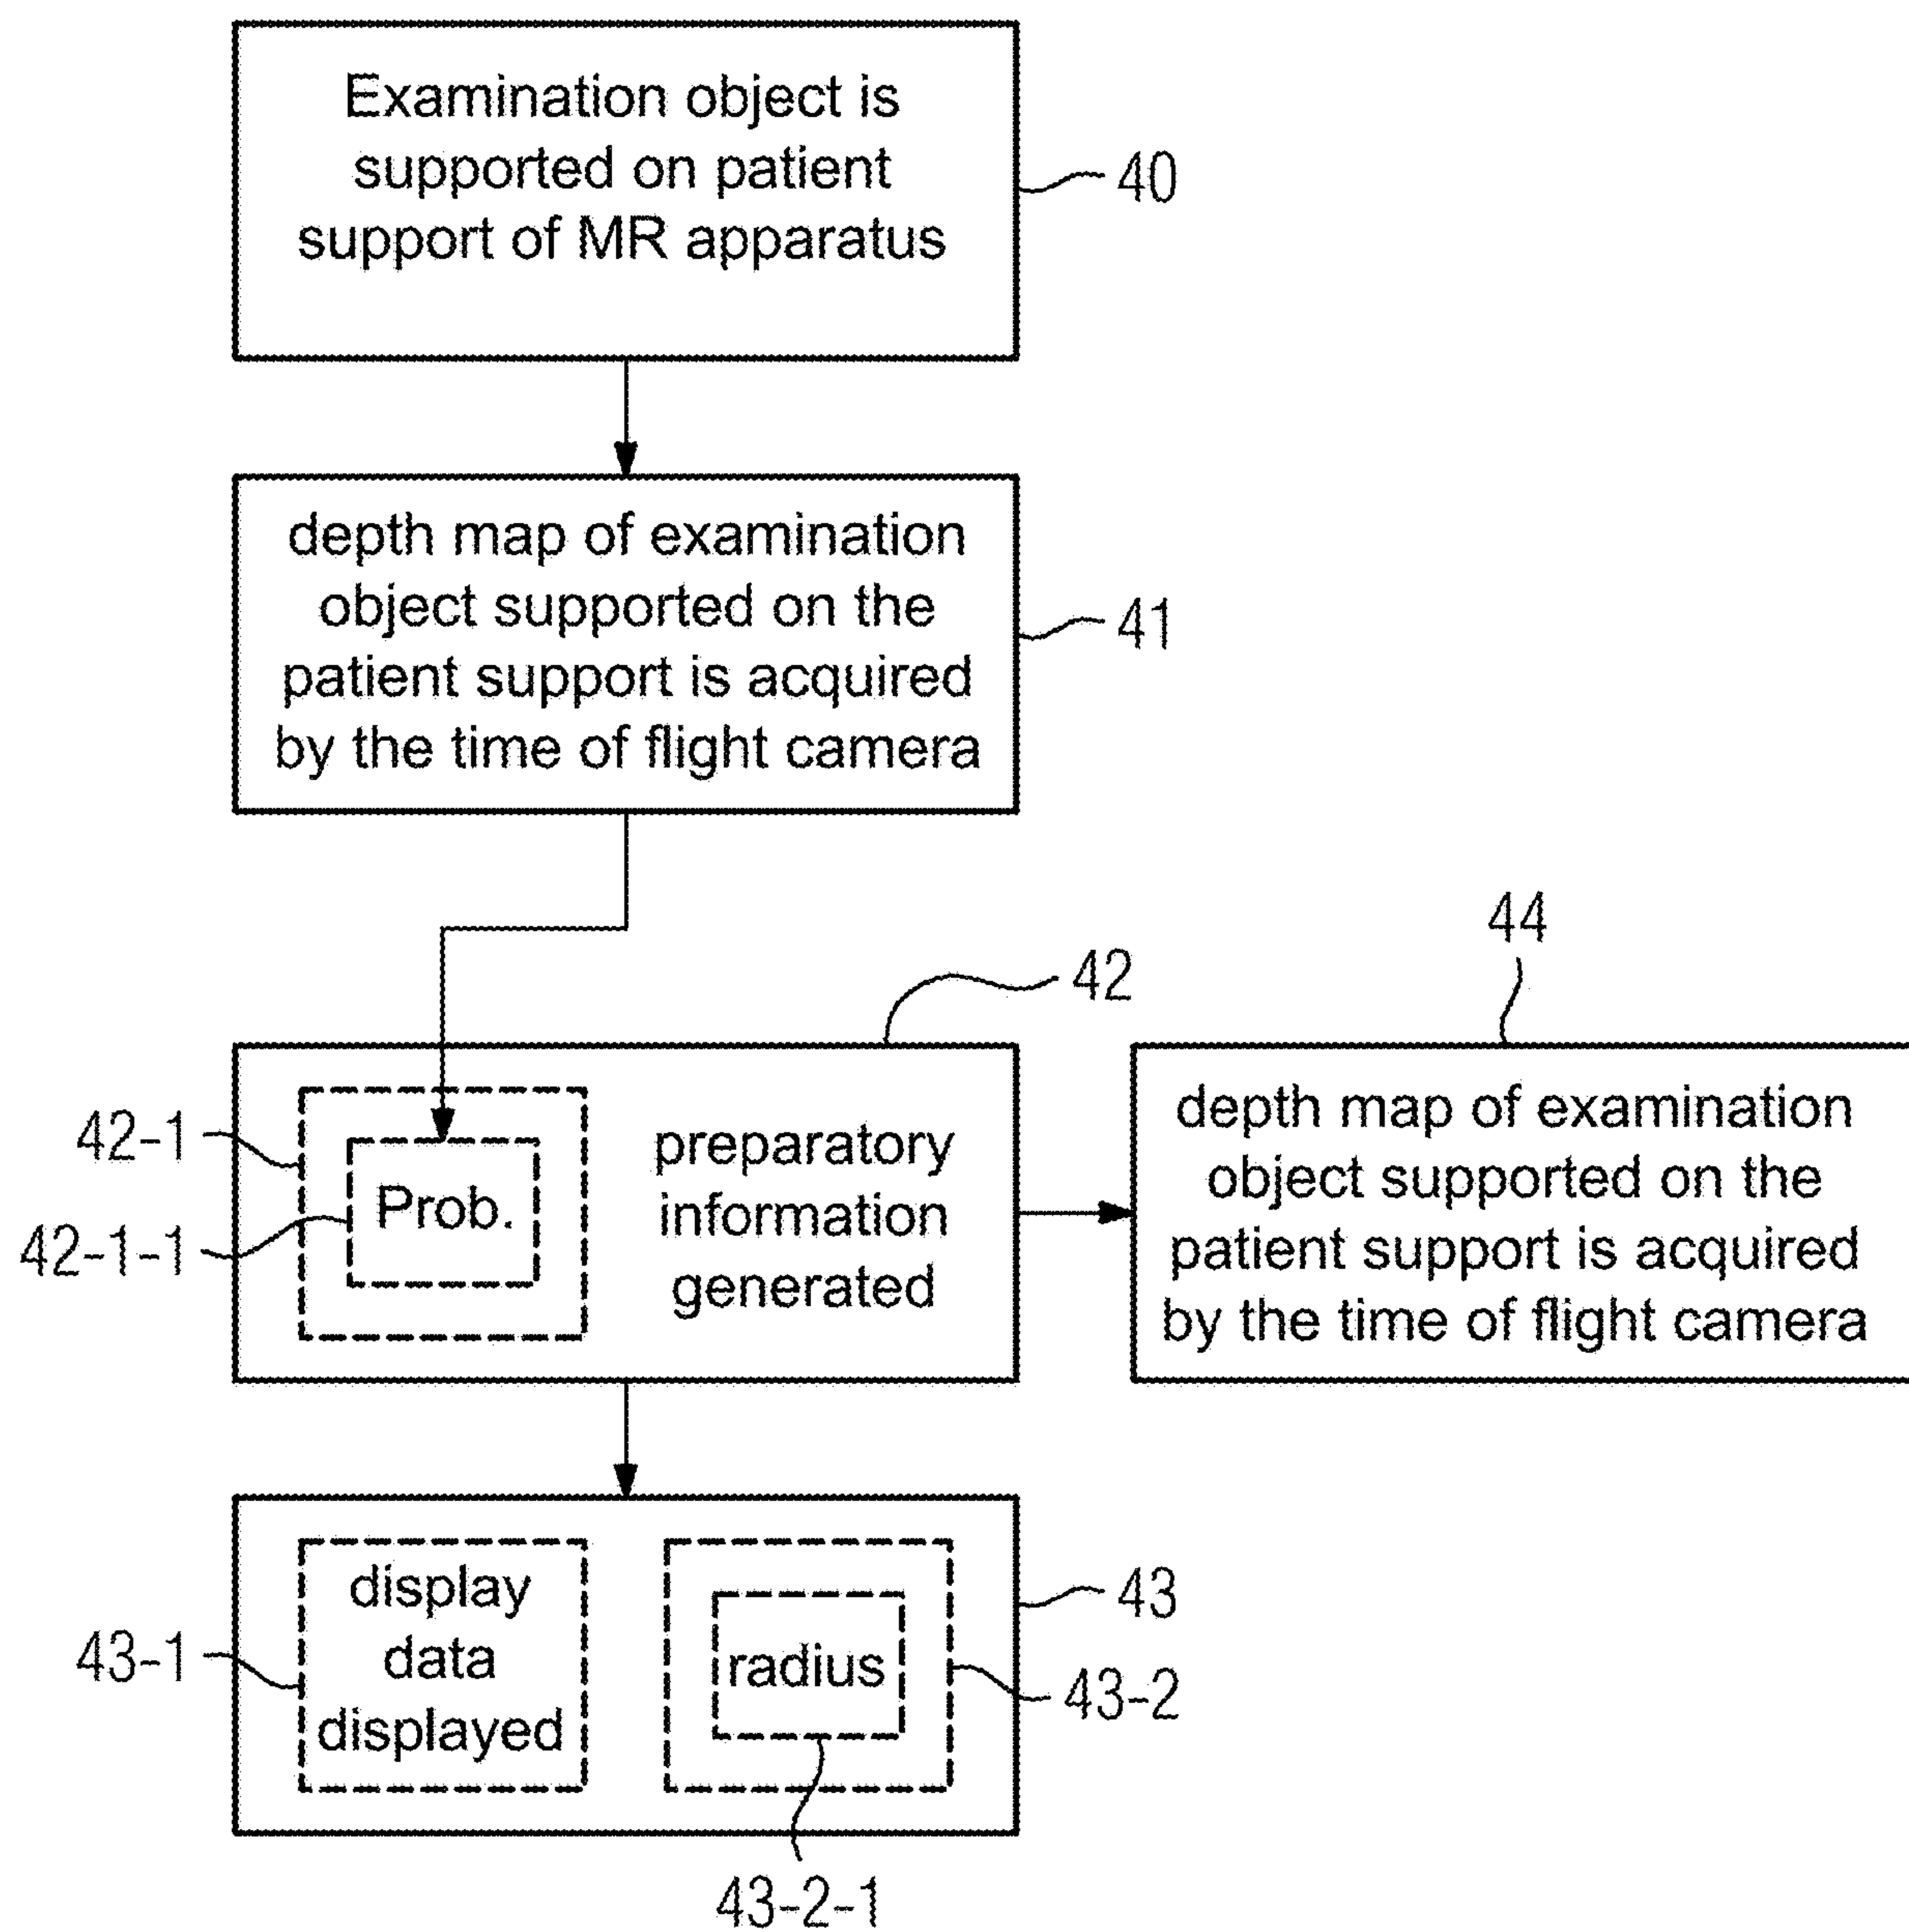 Examination object is
supported on patient
support of MR apparatus
40
depth map of examination
object supported on the
patient support is acquired
by the time of flight camera
41
42
44
42-1
42-1-1
Prob.
preparatory
information
generated
depth map of examination
object supported on the
patient support is acquired
by the time of flight camera
43-1
display
data
displayed
radius
43
43-2
43-2-1